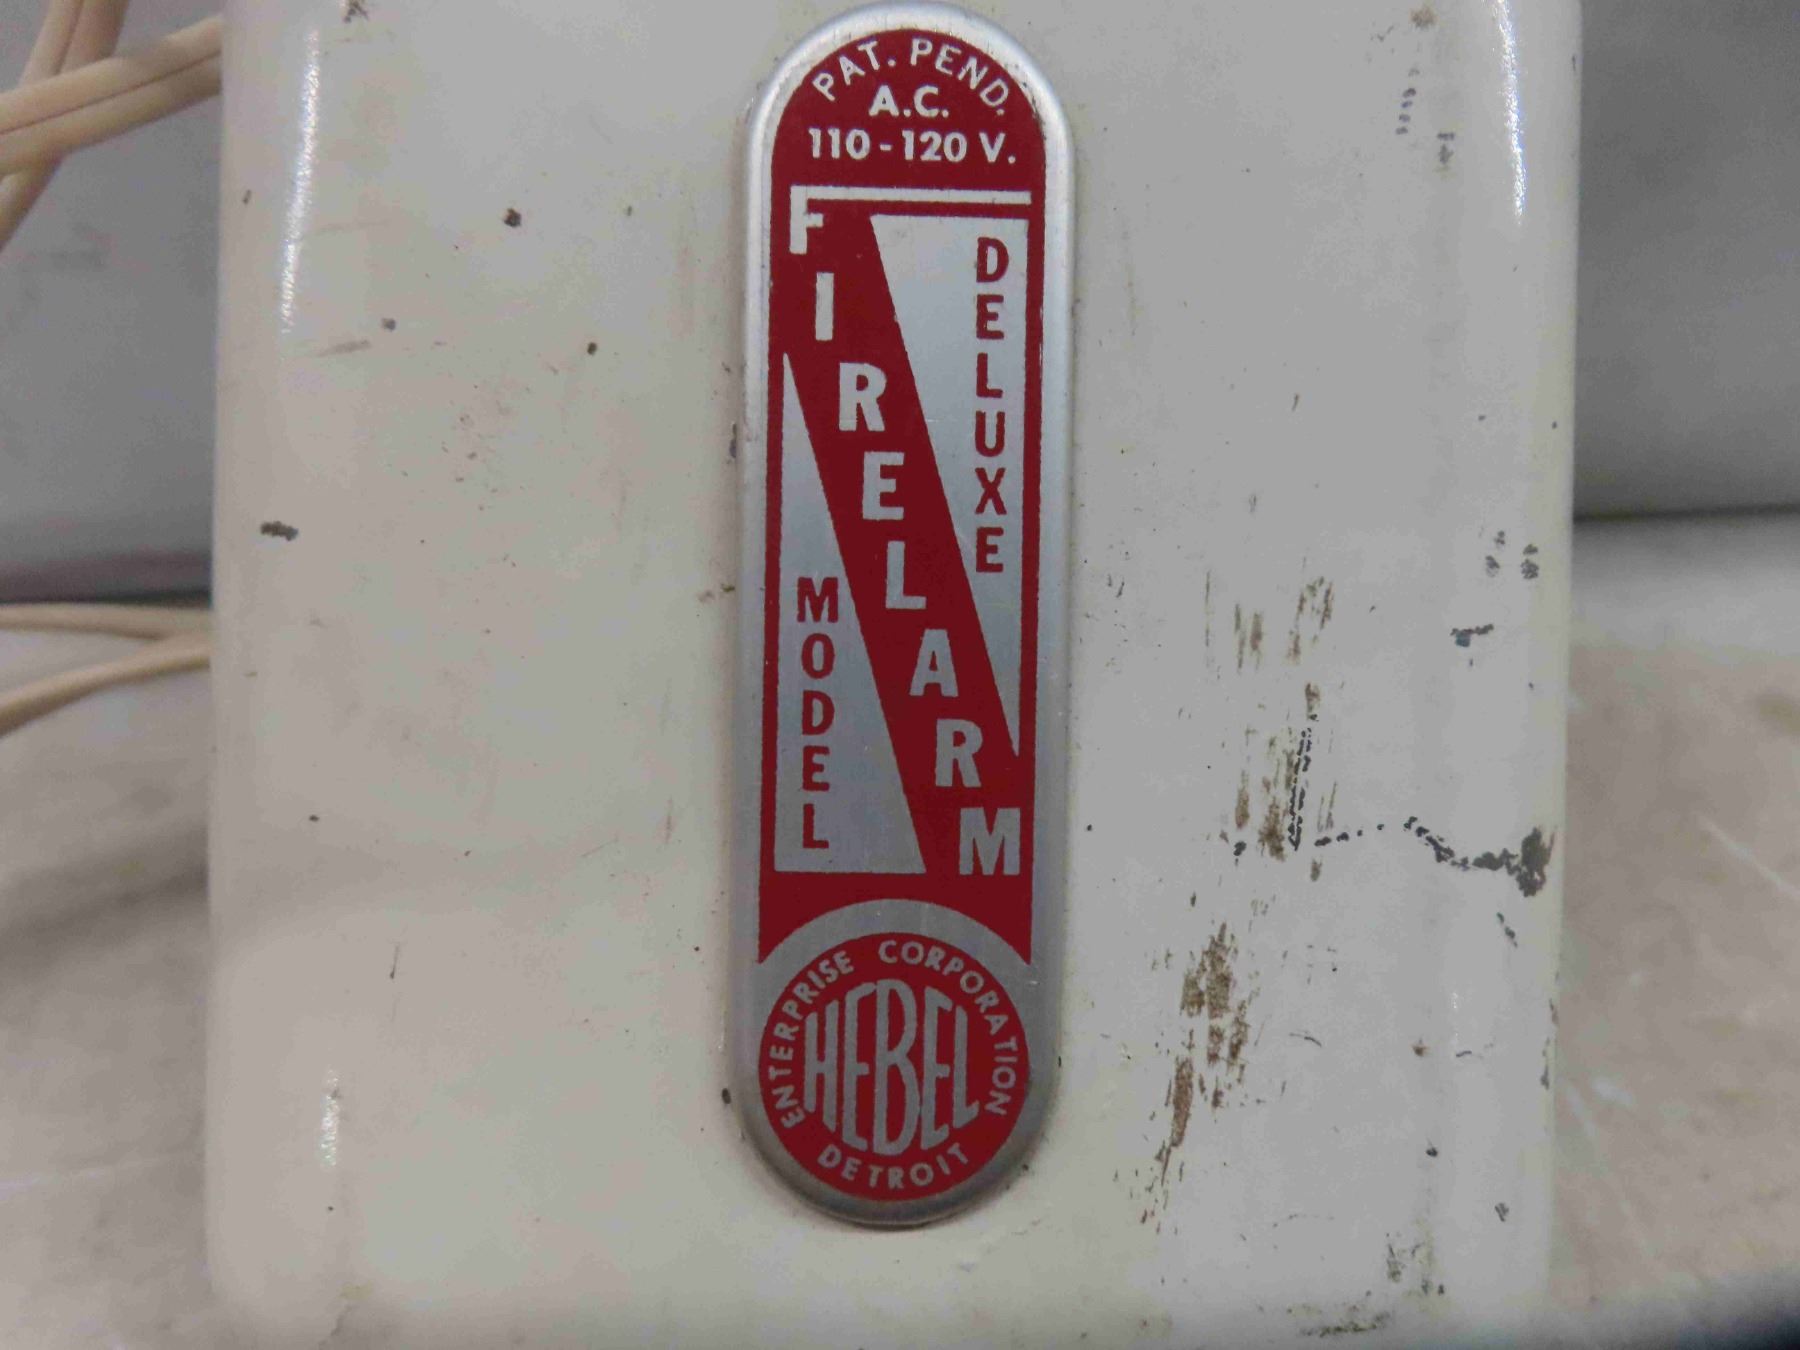 PAT. PEND.
A.C.
110-120 V.
FIRELARM
DELUXE
MODEL
ENTERPRISE CORPORATION
HEBEL
DETROIT